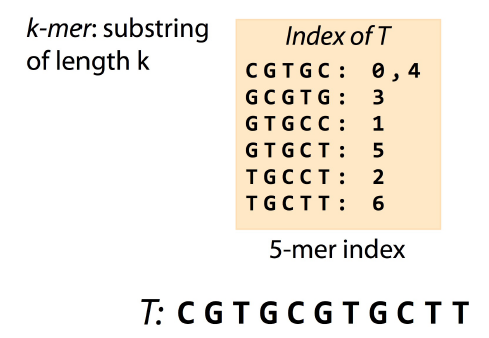 k-mer: substring
of length k
Index of T
CGTGC: 0,4
GCGTG: 3
GTGCC: 1
GTGCT: 5
TGCCT: 2
TGCTT: 6
5-mer index
T: CGTGCGTGCTT